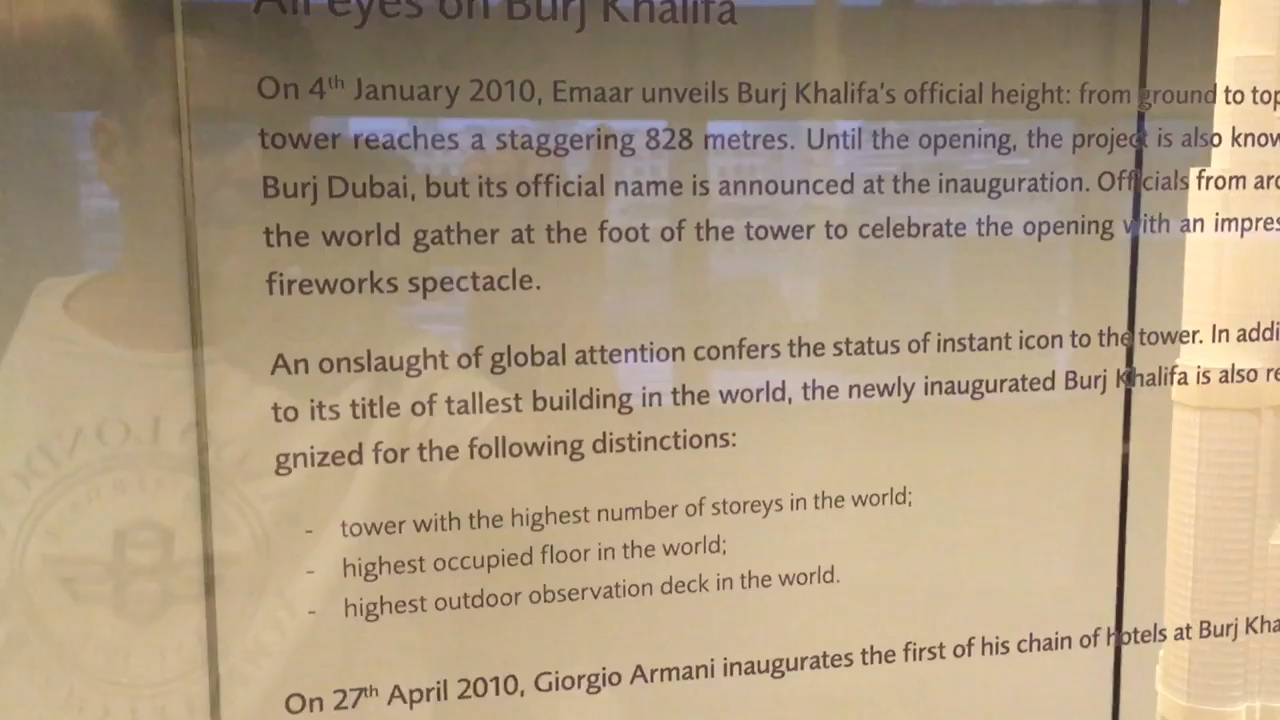 All eyes on Burj Khalifa
On 4th January 2010, Emaar unveils Burj Khalifa's official height: from ground to top
tower reaches a staggering 828 metres. Until the opening, the project is also
Burj Dubai, but its official name is announced at the inauguration. Officials from
the world gather at the foot of the tower to celebrate the opening with an
fireworks spectacle.
An onslaught of global attention confers the status of instant icon to the tower. In
to its title of tallest building in the world, the newly inaugurated Burj Khalifa is also
gnized for the following distinctions:
- tower with the highest number of storeys in the world;
- highest occupied floor in the world;
- highest outdoor observation deck in the world.
On 27th April 2010, Giorgio Armani inaugurates the first of his chain of hotels at Burj